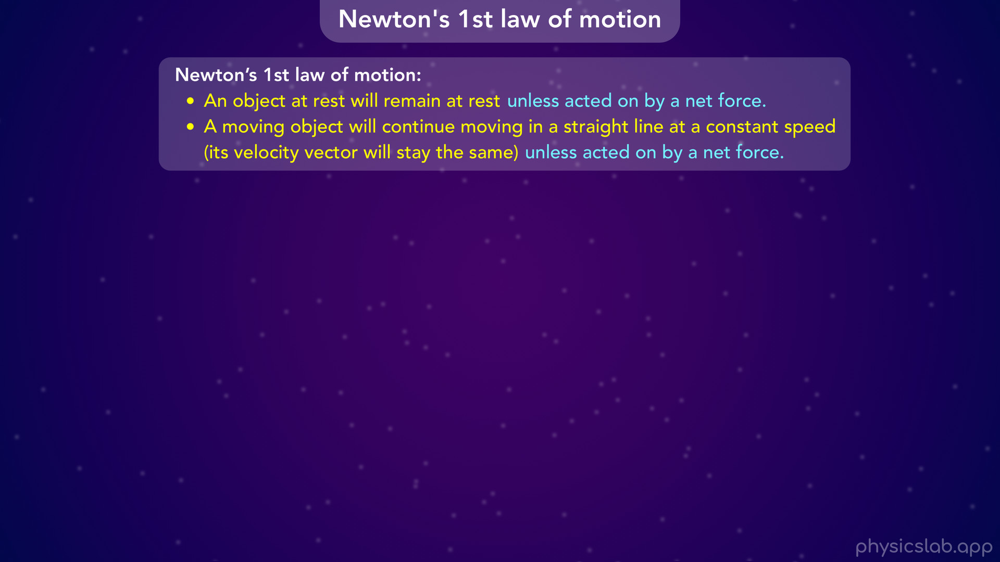 Newton's 1st law of motion
Newton’s 1st law of motion:
• An object at rest will remain at rest unless acted on by a net force.
• A moving object will continue moving in a straight line at a constant speed
(its velocity vector will stay the same) unless acted on by a net force.
physicslab.app